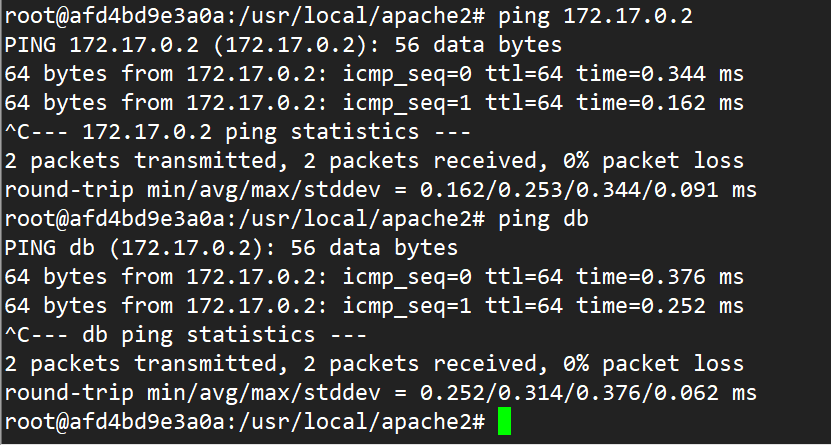 root@afd4bd9e3a0a:/usr/local/apache2# ping 172.17.0.2
PING 172.17.0.2 (172.17.0.2): 56 data bytes
64 bytes from 172.17.0.2: icmp_seq=0 ttl=64 time=0.344 ms
64 bytes from 172.17.0.2: icmp_seq=1 ttl=64 time=0.162 ms
^C--- 172.17.0.2 ping statistics ---
2 packets transmitted, 2 packets received, 0% packet loss
round-trip min/avg/max/stddev = 0.162/0.253/0.344/0.091 ms
root@afd4bd9e3a0a:/usr/local/apache2# ping db
PING db (172.17.0.2): 56 data bytes
64 bytes from 172.17.0.2: icmp_seq=0 ttl=64 time=0.376 ms
64 bytes from 172.17.0.2: icmp_seq=1 ttl=64 time=0.252 ms
^C--- db ping statistics ---
2 packets transmitted, 2 packets received, 0% packet loss
round-trip min/avg/max/stddev = 0.252/0.314/0.376/0.062 ms
root@afd4bd9e3a0a:/usr/local/apache2#